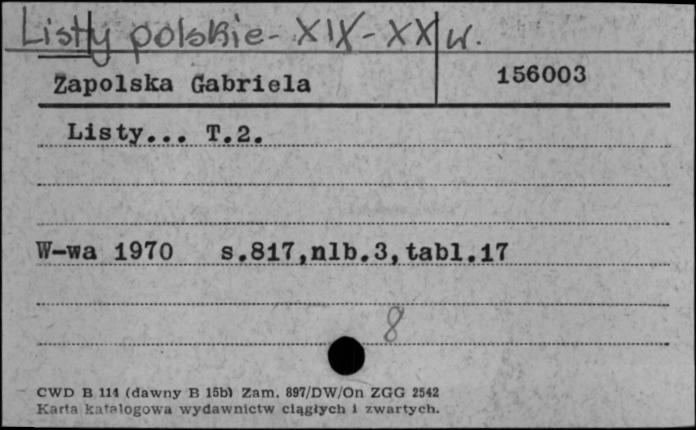 Listy polskie - XIX - XX w.
Zapolska Gabriela 156003
Listy... T.2.
W-wa 1970 s.817,nlb.3,tabl.17
8
CWD B 114 (dawny B 15b) Zam. 897/DW/On ZGG 2542
Karta katalogowa wydawnictw ciągłych i zwartych.